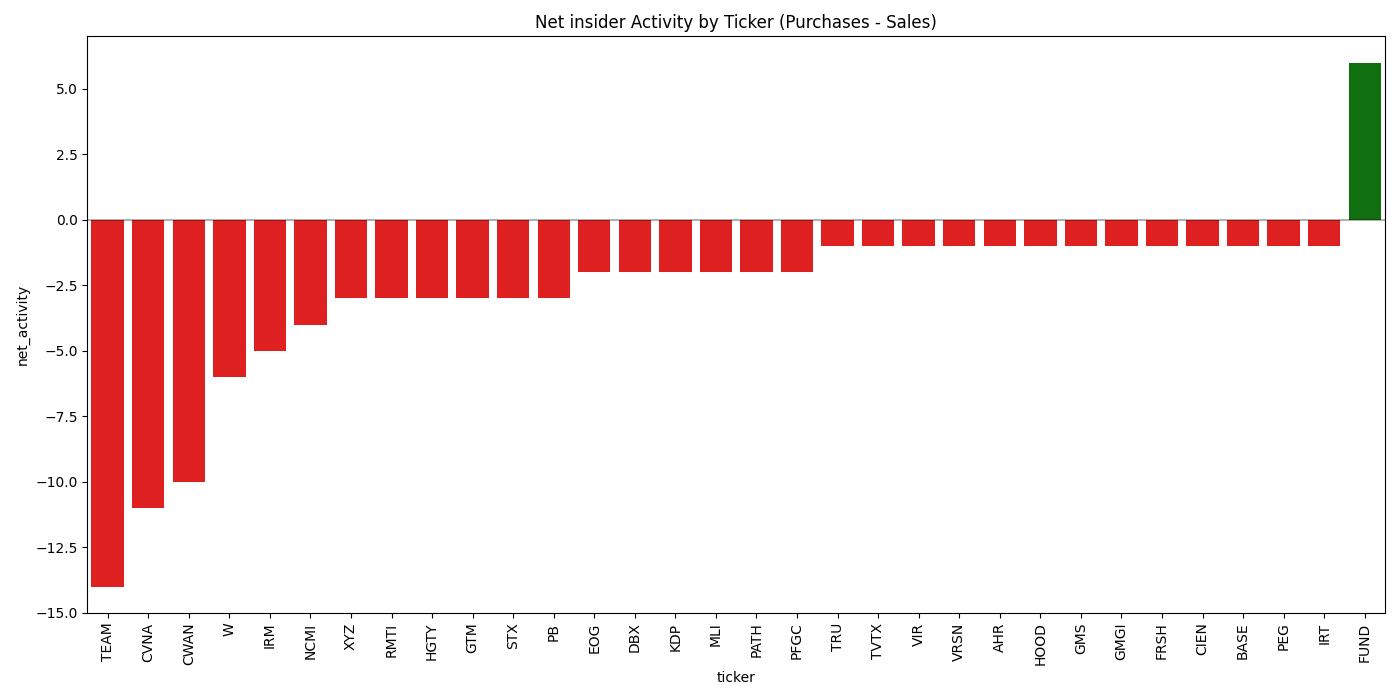 Net insider Activity by Ticker (Purchases - Sales)
net_activity
5.0
2.5
0.0
−2.5
−5.0
−7.5
−10.0
−12.5
−15.0
TEAM
CVNA
CWAN
W
IRM
NCMI
XYZ
RMTI
HGTY
GTM
STX
PB
EOG
DBX
KDP
MLI
PATH
PFGC
TRU
TVTX
VIR
VRSN
AHR
HOOD
GMS
GMGI
FRSH
CIEN
BASE
PEG
IRT
FUND
ticker